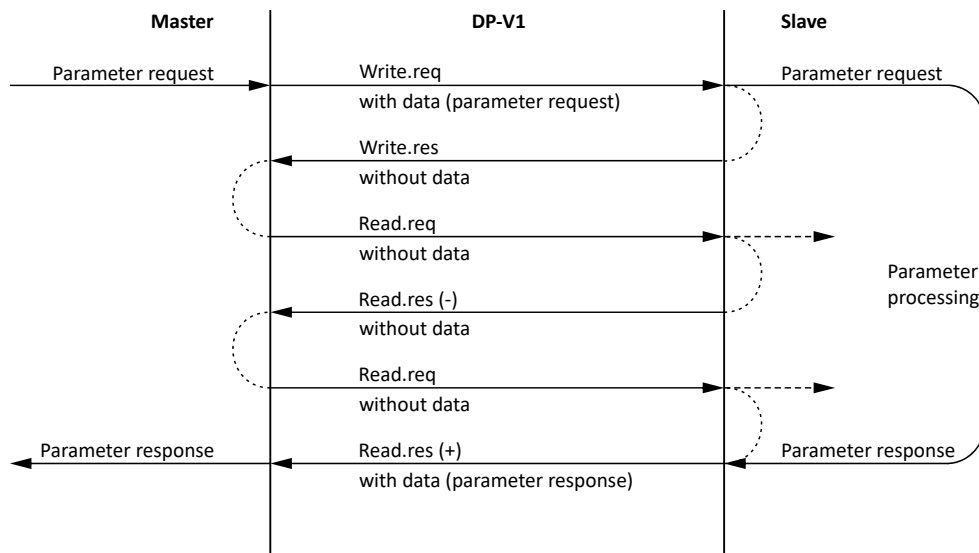 Master
DP-V1
Slave
Parameter request
Write.req
Parameter request
with data (parameter request)
Write.res
without data
Read.req
without data
Parameter
processing
Read.res (-)
without data
Read.req
without data
Parameter response
Read.res (+)
Parameter response
with data (parameter response)